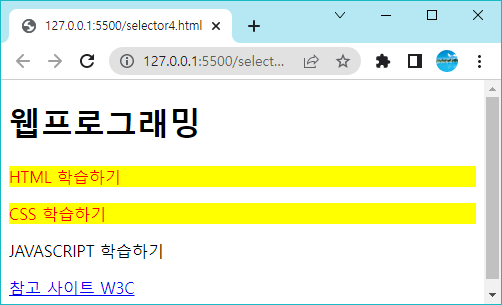 127.0.0.1:5500/selector4.html
127.0.0.1:5500/select...
웹프로그래밍
HTML 학습하기
CSS 학습하기
JAVASCRIPT 학습하기
참고 사이트 W3C